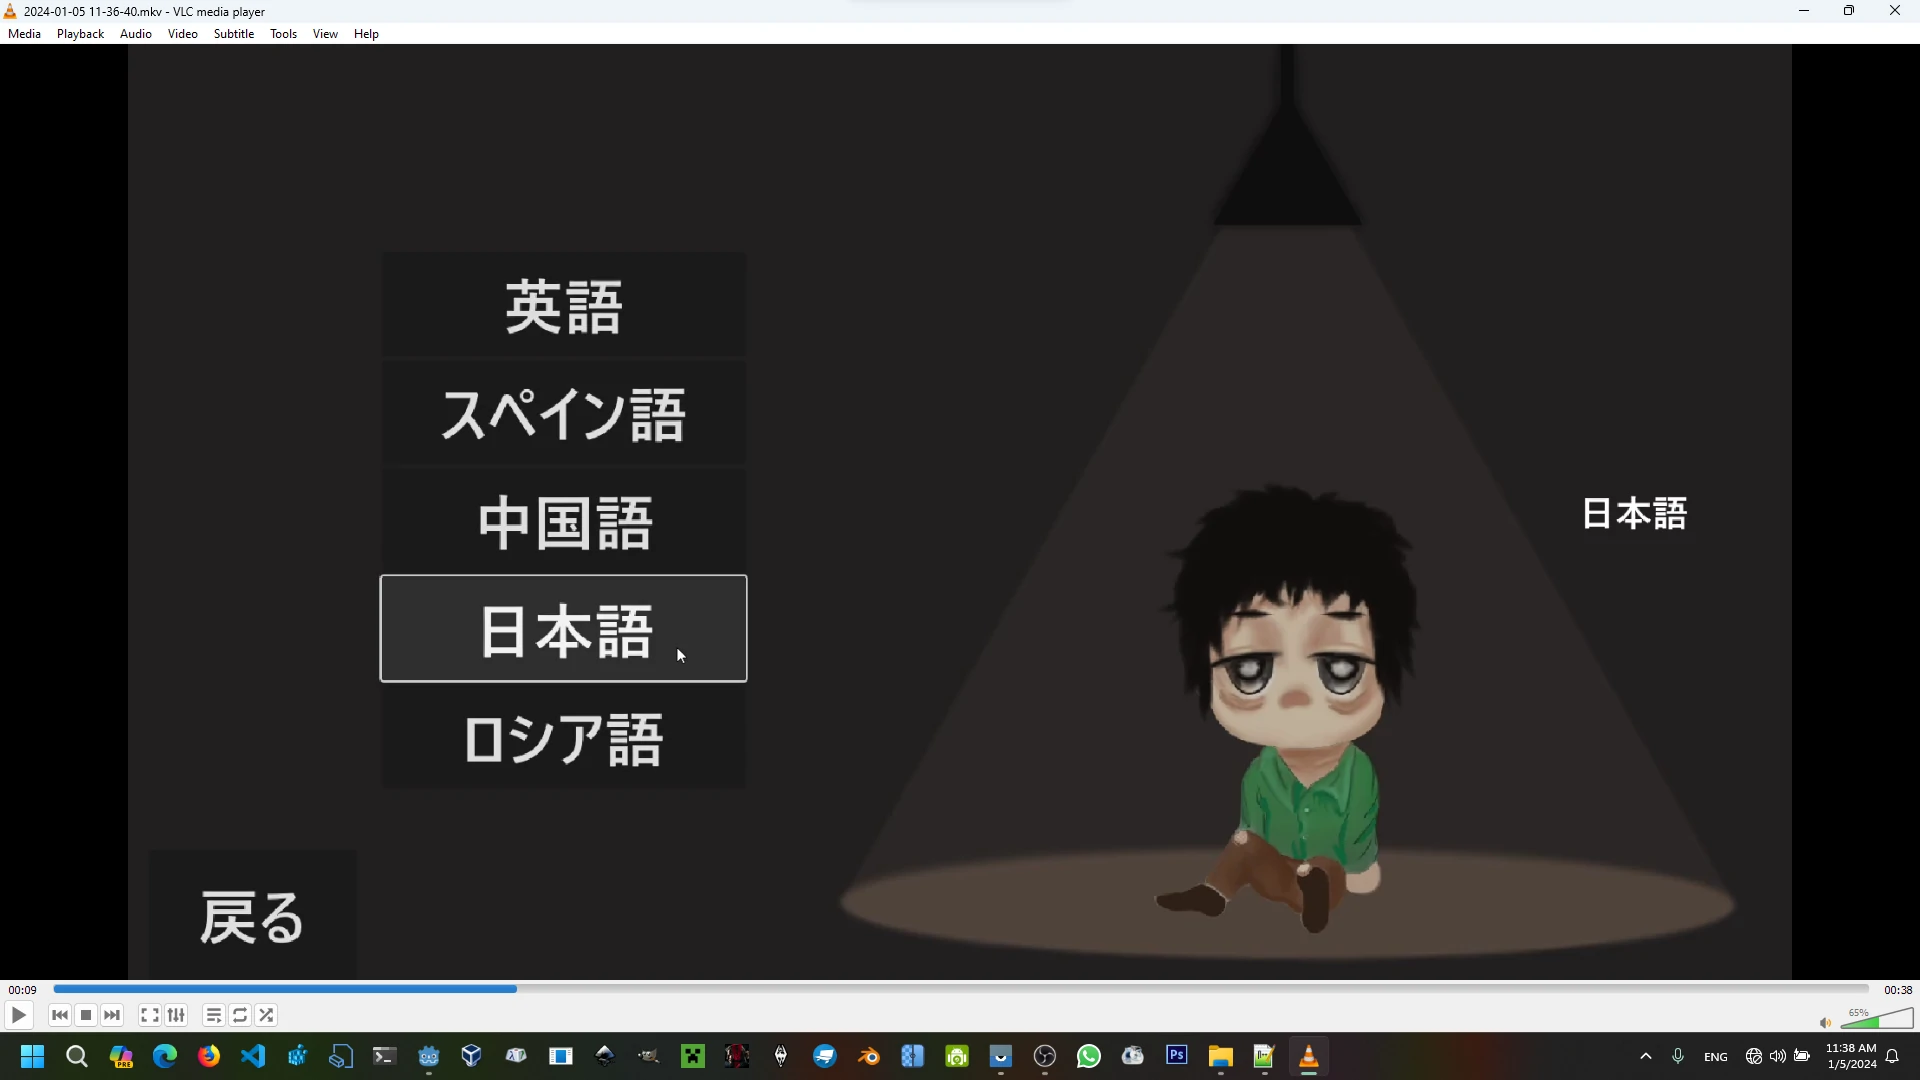 2024-01-05 11-36-40.mkv - VLC media player
Media Playback Audio Video Subtitle Tools View Help
英語
スペイン語
中国語
日本語
ロシア語
戻る
日本語
00:09
00:38
65%
PRE
Ps
ENG
11:38 AM
1/5/2024